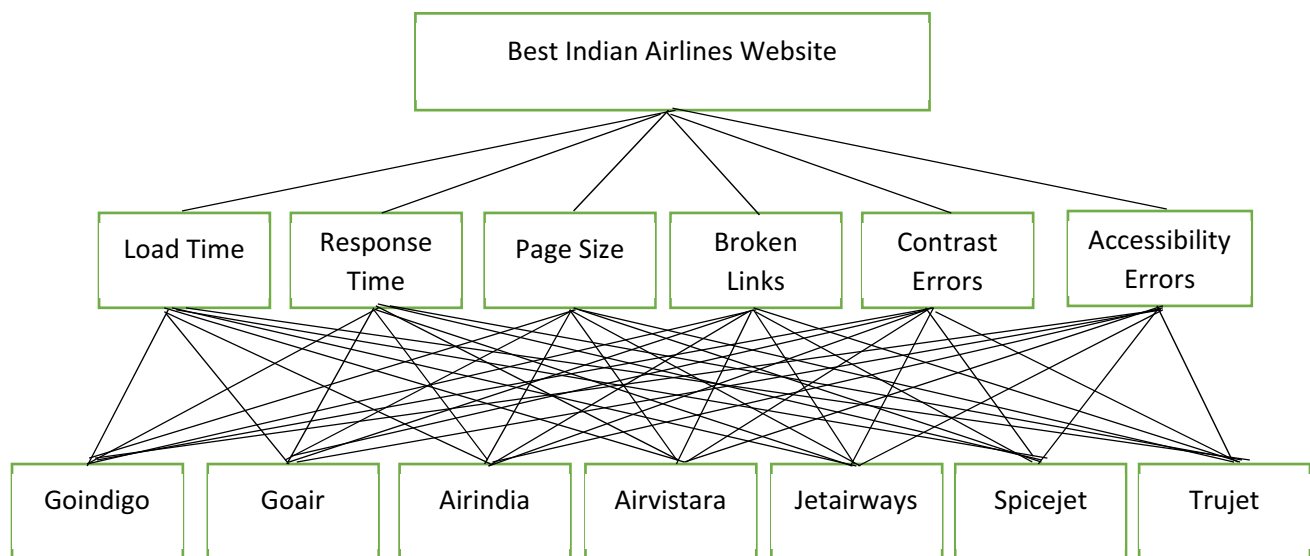 Best Indian Airlines Website
Load Time
Response
Time
Page Size
Broken
Links
Contrast
Errors
Accessibility
Errors
Goindigo
Goair
Airindia
Airvistara
Jetairways
Spicejet
Trujet